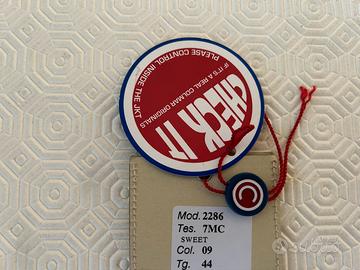 PLEASE CONTROL INSIDE THE JKT
IF IT'S A REAL COLMAR ORIGINALS
CHECK IT
Mod. 2286
Tes. 7MC
SWEET
Col. 09
Tg. 44
subito